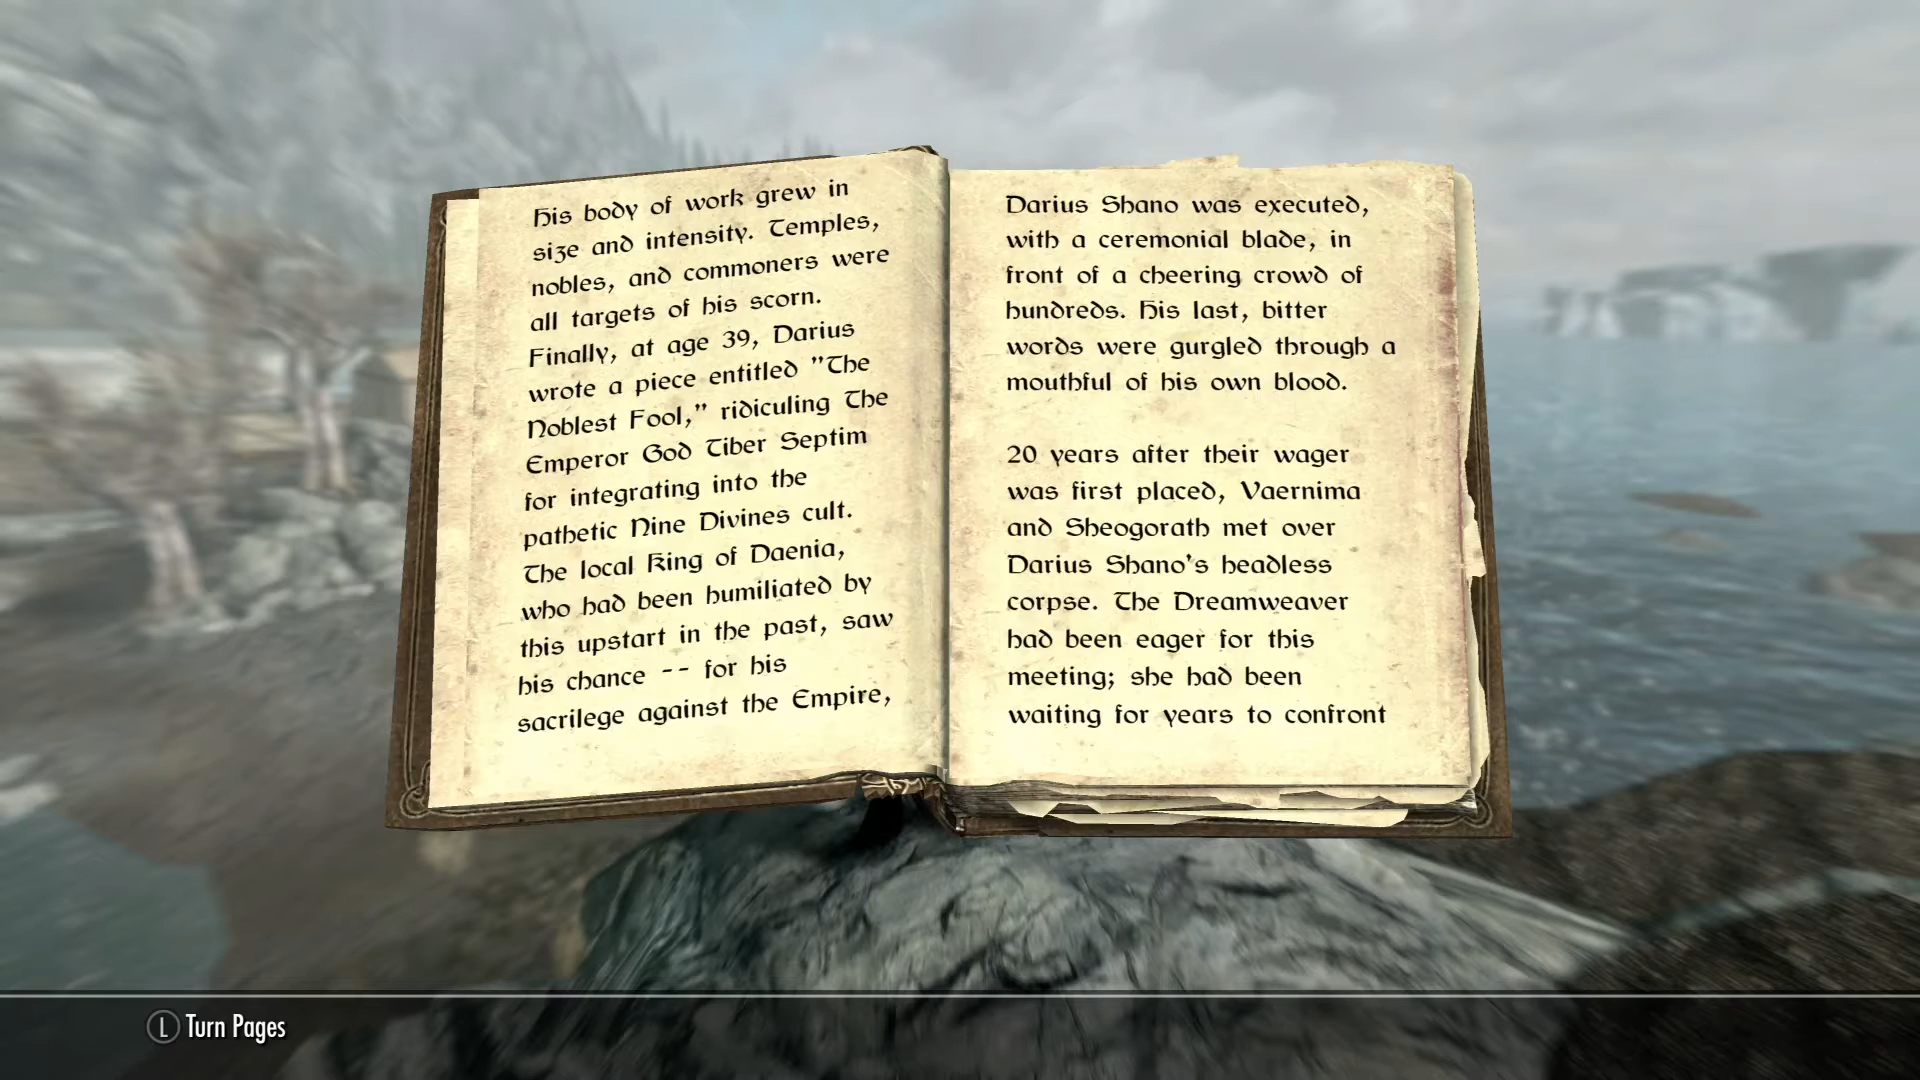 His body of work grew in
size and intensity. Temples,
nobles, and commoners were
all targets of his scorn.
Finally, at age 39, Darius
wrote a piece entitled "The
Noblest Fool," ridiculing The
Emperor God Tiber Septim
for integrating into the
pathetic Nine Divines cult.
The local King of Daenia,
who had been humiliated by
this upstart in the past, saw
his chance -- for his
sacrilege against the Empire,
Darius Shano was executed,
with a ceremonial blade, in
front of a cheering crowd of
hundreds. His last, bitter
words were gurgled through a
mouthful of his own blood.
20 years after their wager
was first placed, Vaernima
and Sheogorath met over
Darius Shano's headless
corpse. The Dreamweaver
had been eager for this
meeting; she had been
waiting for years to confront
L Turn Pages